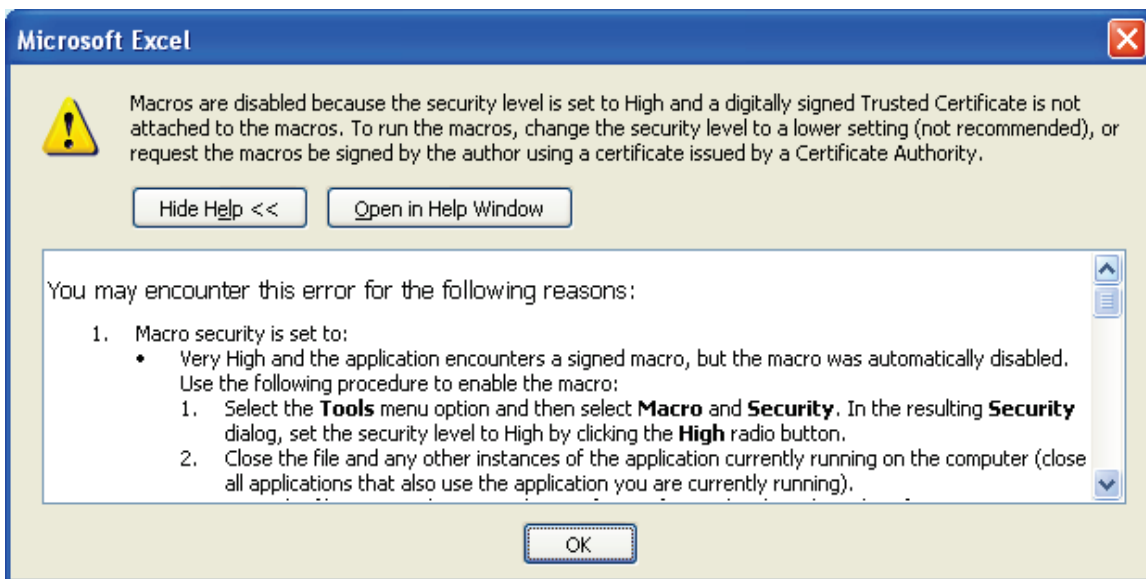 Microsoft Excel
Macros are disabled because the security level is set to High and a digitally signed Trusted Certificate is not
attached to the macros. To run the macros, change the security level to a lower setting (not recommended), or
request the macros be signed by the author using a certificate issued by a Certificate Authority.
Hide Help <<
Open in Help Window
You may encounter this error for the following reasons:
1. Macro security is set to:
• Very High and the application encounters a signed macro, but the macro was automatically disabled.
Use the following procedure to enable the macro:
1. Select the Tools menu option and then select Macro and Security. In the resulting Security
dialog, set the security level to High by clicking the High radio button.
2. Close the file and any other instances of the application currently running on the computer (close
all applications that also use the application you are currently running).
OK